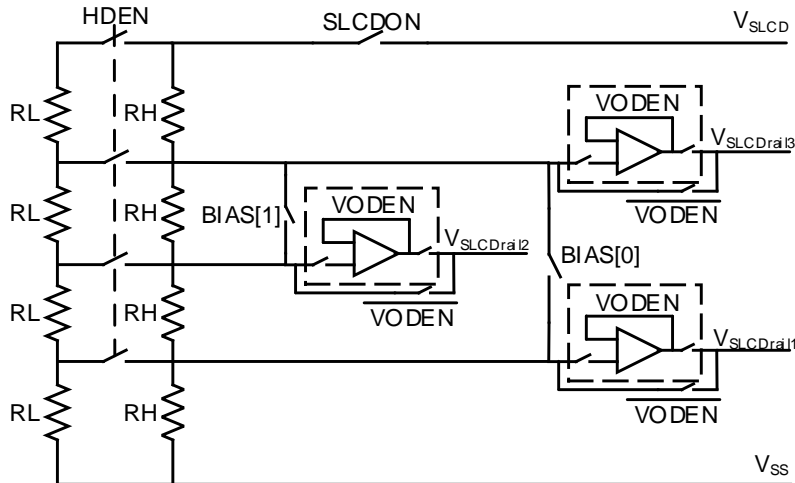 HDEN
SLCDON
VSLCD
RL
RH
VODEN
VSLCDrail3
VODEN
RL
RH
BIAS[1]
VODEN
VSLCDrail2
BIAS[0]
VODEN
RL
RH
VODEN
VSLCDrail1
VODEN
RL
RH
VSS